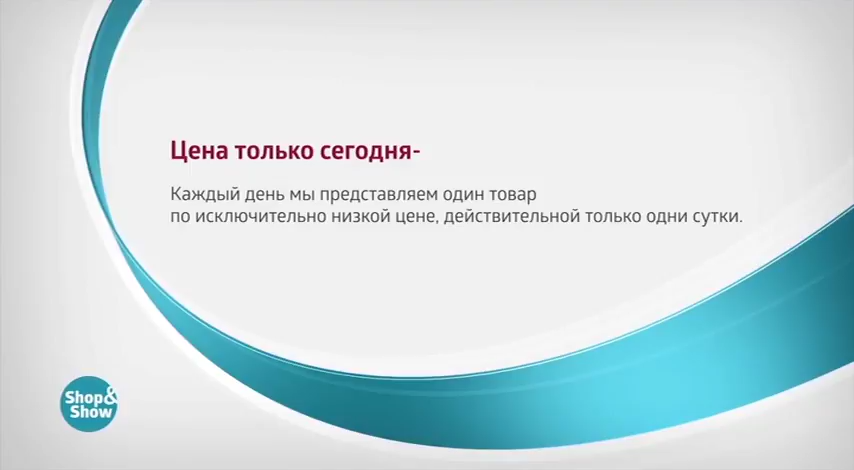 Цена только сегодня-
Каждый день мы представляем один товар
по исключительно низкой цене, действительной только одни сутки.
Shop&
Show